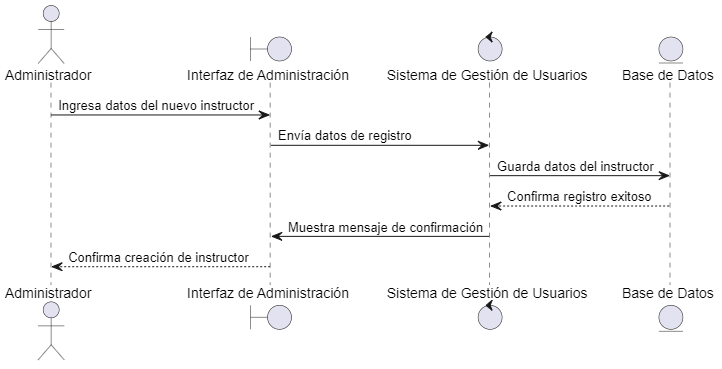 Administrador
Interfaz de Administración
Sistema de Gestión de Usuarios
Base de Datos
Ingresa datos del nuevo instructor
Envía datos de registro
Guarda datos del instructor
Confirma registro exitoso
Muestra mensaje de confirmación
Confirma creación de instructor
Administrador
Interfaz de Administración
Sistema de Gestión de Usuarios
Base de Datos